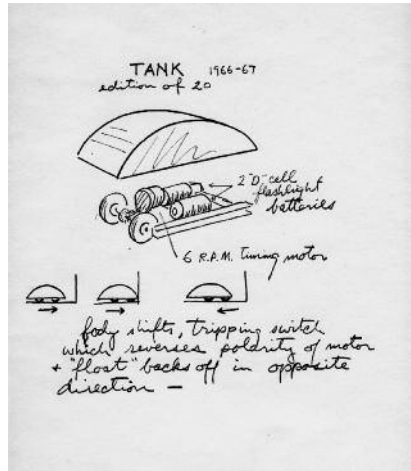 TANK 1966-67
edition of 20
2 "D" cell
flashlight
batteries
6 R.P.M. timing motor
body shifts, tripping switch
which reverses polarity of motor
+ "float" backs off in opposite
direction —